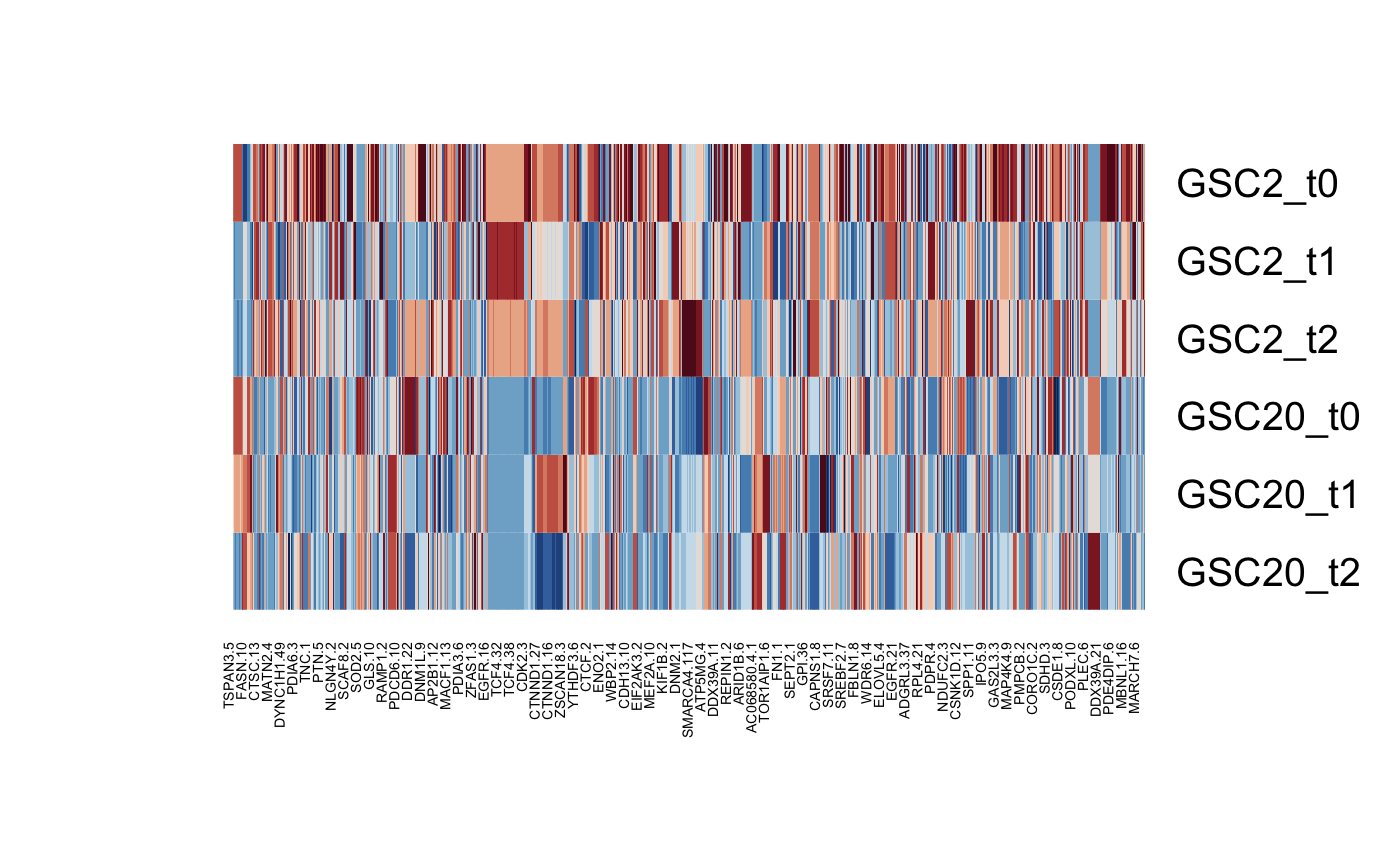 GSC2_t0
GSC2_t1
GSC2_t2
GSC20_t0
GSC20_t1
GSC20_t2
TSPAN3.5
FASN.10
CTSC.13
MATN2.4
DYNC1H1.49
PDIA6.3
TNC.1
PTN.5
NLGN4Y.2
SCAF8.2
SOD2.5
GLS.10
RAMP1.2
PDCD6.10
DDR1.22
DNM1L.9
AP2B1.12
MACF1.13
PDIA3.6
ZFAS1.3
EGFR.16
TCF4.32
TCF4.38
CDK2.3
CTNND1.27
CTNND1.16
ZSCAN18.3
YTHDF3.6
CTCF.2
ENO2.1
WBP2.14
CDH13.10
EIF2AK3.2
MEF2A.10
KIF1B.2
DNM2.1
SMARCA4.117
ATP5MG.4
DDX39A.11
REPIN1.2
ARID1B.6
AC068580.4.1
TOR1AIP1.6
FN1.1
SEPT2.1
GPI.36
CAPNS1.8
SRSF7.11
SREBF2.7
FBLN1.8
WDR6.14
ELOVL5.4
EGFR.21
ADGRL3.37
RPL4.21
PDPR.4
NDUFC2.3
CSNK1D.12
SPP1.11
IPO5.9
GAS2L3.3
MAP4K4.9
PMPCB.2
CORO1C.2
SDHD.3
CSDE1.8
PODXL.10
PLEC.6
DDX39A.21
PDE4DIP.6
MBNL1.16
MARCH7.6